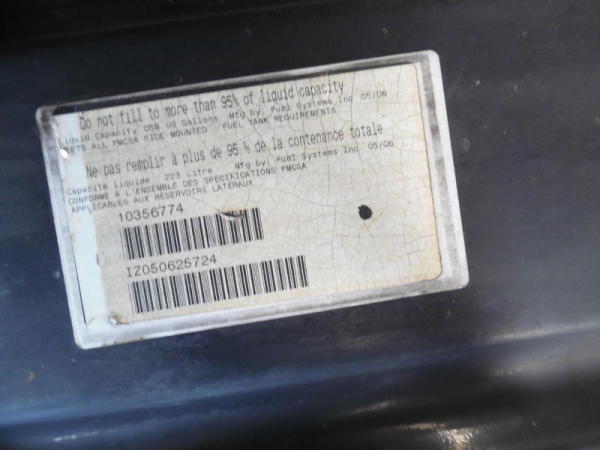 Do not fill to more than 95% of liquid capacity
Liquid Capacity 059 US Gallons Mfg by: Fuel Systems Inc 05/06
MEETS ALL FMCSA SIDE MOUNTED FUEL TANK REQUIREMENTS
Ne pas remplir à plus de 95 % de la contenance totale
Capacité liquide 223 Litre Mfg by: Fuel Systems Inc 05/06
CONFORME A L'ENSEMBLE DES SPECIFICATIONS FMCSA
APPLICABLES AUX RÉSERVOIRS LATERAUX
10356774
IZ050625724